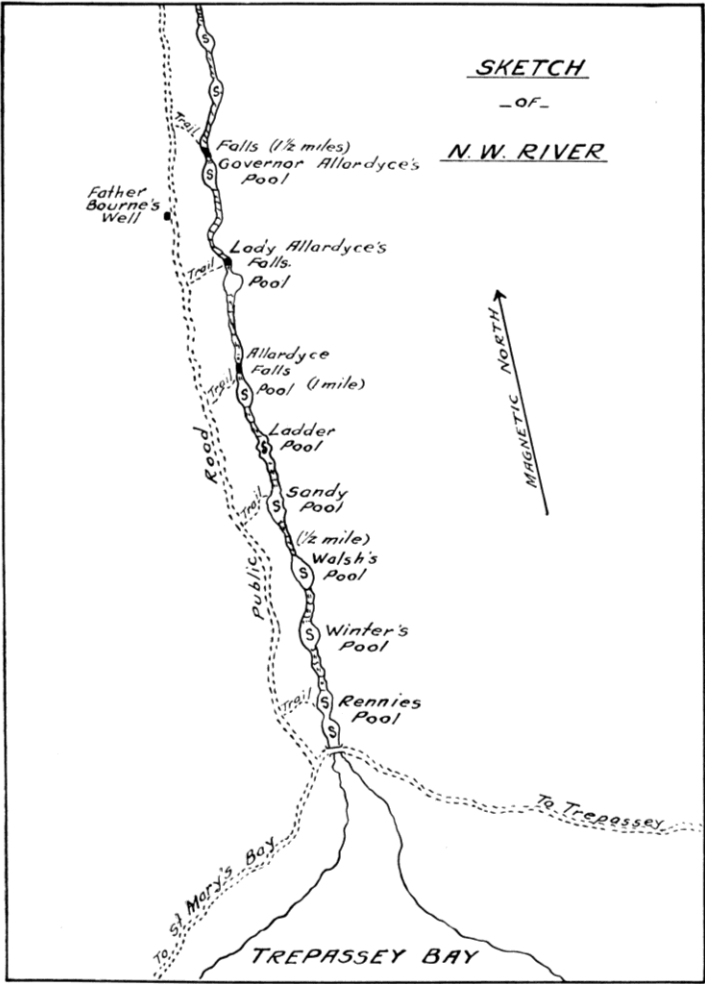 SKETCH
_OF_
N.W. RIVER
S
S
Trail
Falls (1½ miles)
Governor Allardyce's
Pool
S
Father
Bourne's
Well
Lady Allardyce's
Falls.
Pool
Trail
Allardyce
Falls
Pool (1 mile)
S
Trail
MAGNETIC NORTH
Ladder
Pool
S
Road
Sandy
Pool
S
Trail
(½ mile)
Walsh's
Pool
S
Public
Winter's
Pool
S
Trail
Rennies
Pool
S
S
To Trepassey
To St Mary's Bay
TREPASSEY BAY